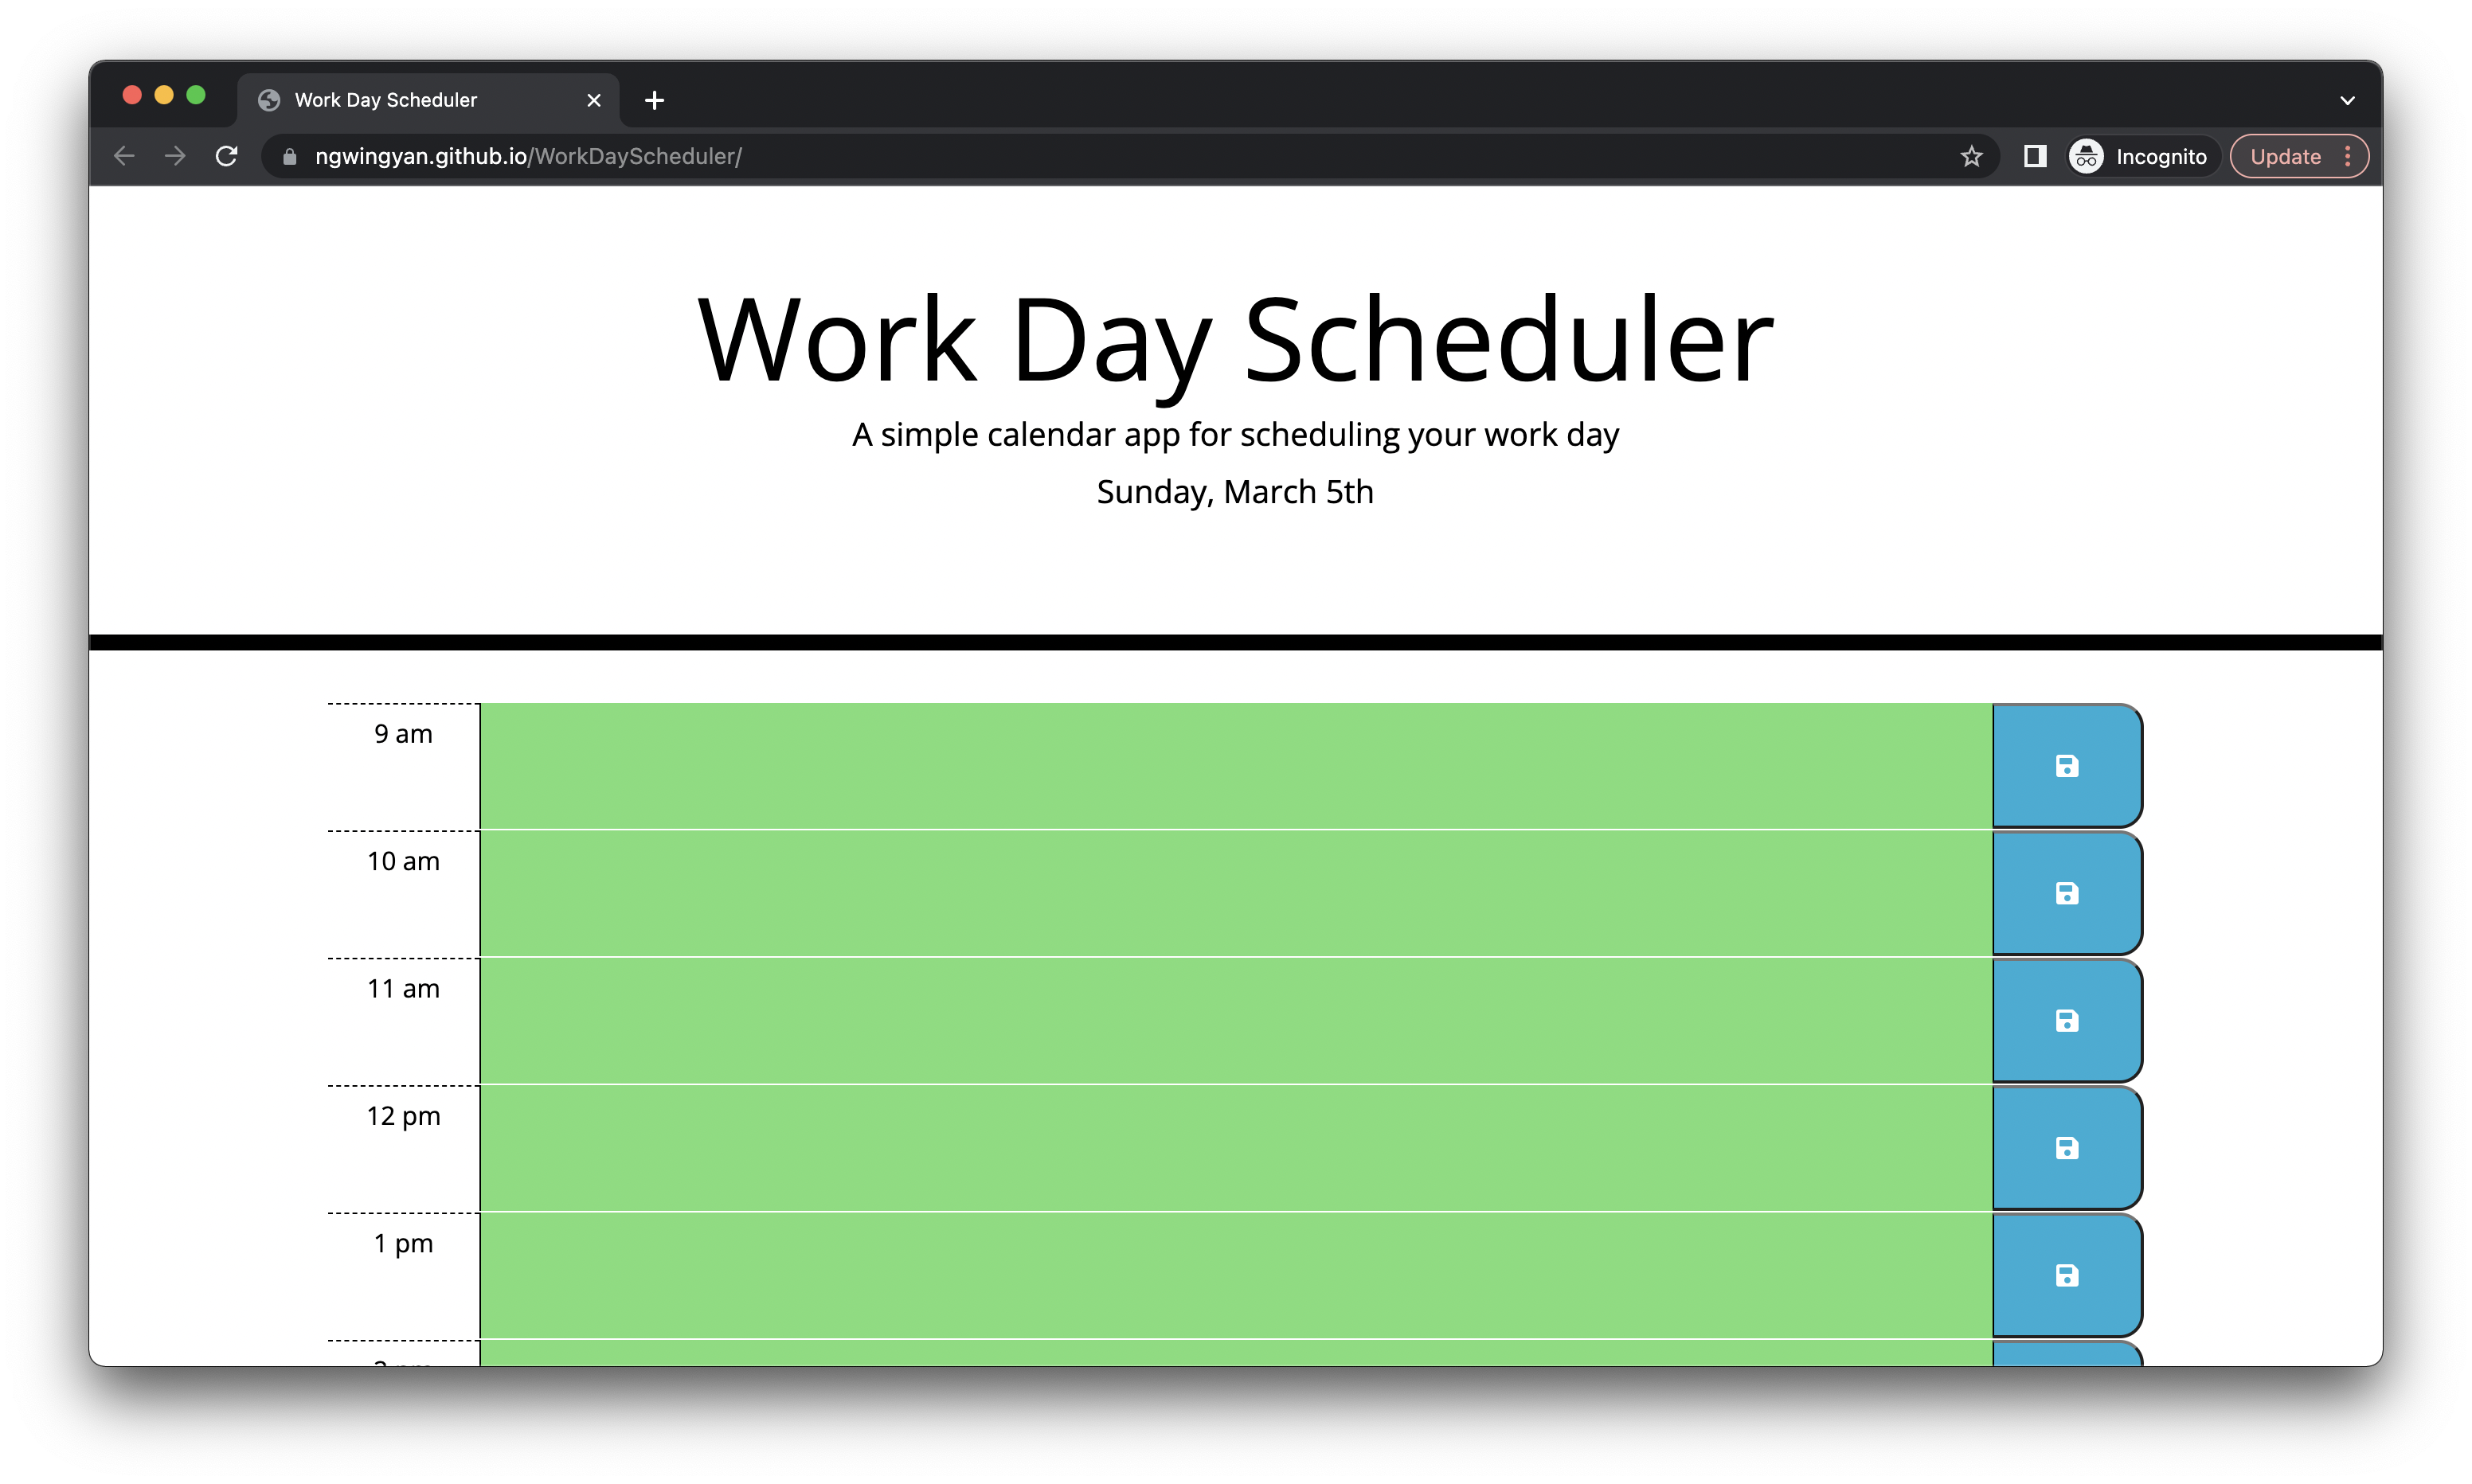 Work Day Scheduler
ngwingyan.github.io/WorkDayScheduler/
Incognito
Update
Work Day Scheduler
A simple calendar app for scheduling your work day
Sunday, March 5th
9 am
10 am
11 am
12 pm
1 pm